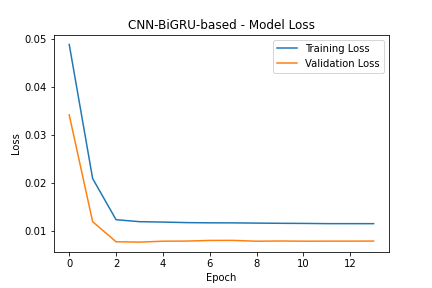 CNN-BiGRU-based - Model Loss
Training Loss
Validation Loss
Loss
0.05
0.04
0.03
0.02
0.01
0 2 4 6 8 10 12
Epoch